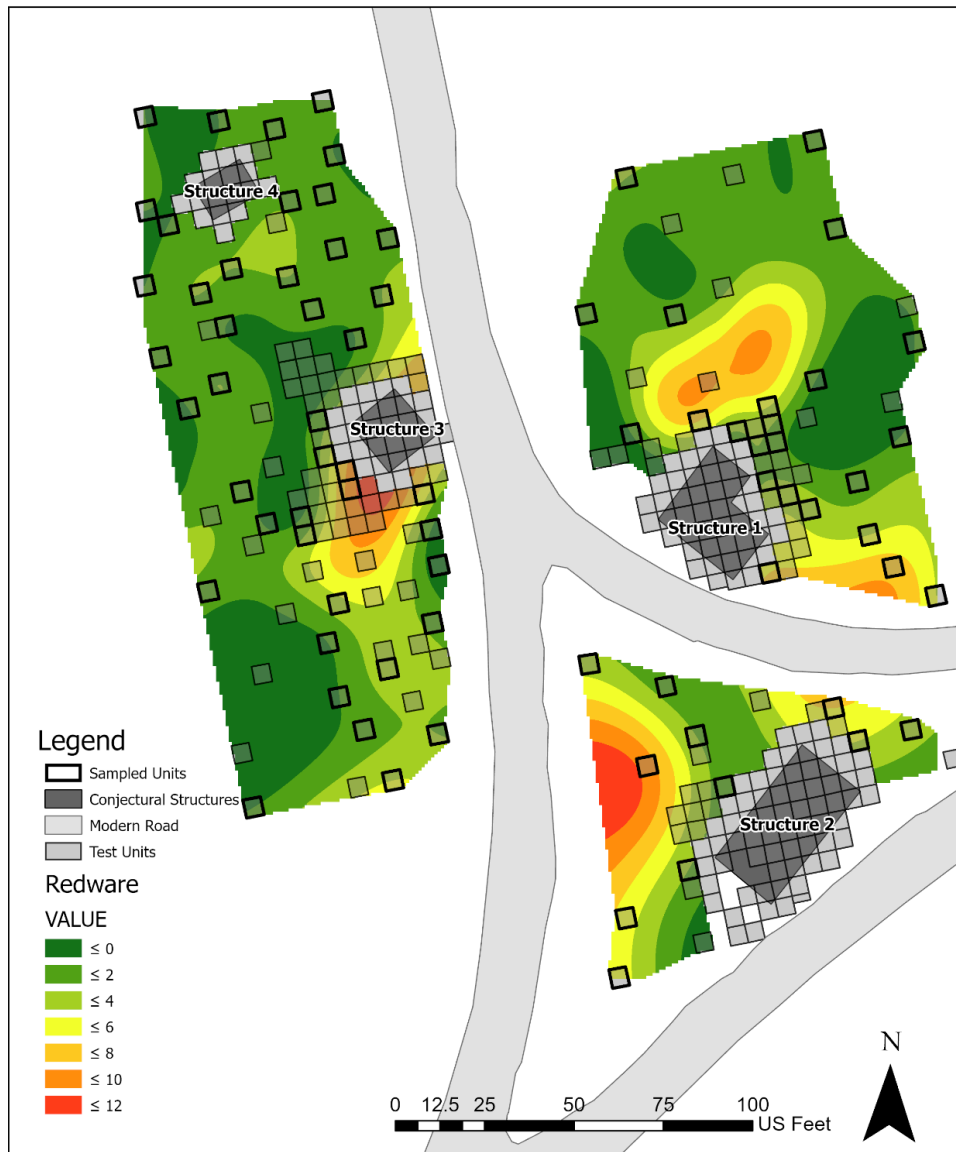 Structure 4
Structure 3
Structure 1
Structure 2
Legend
Sampled Units
Conjectural Structures
Modern Road
Test Units
Redware
VALUE
≤ 0
≤ 2
≤ 4
≤ 6
≤ 8
≤ 10
≤ 12
N
0 12.5 25 50 75 100
US Feet